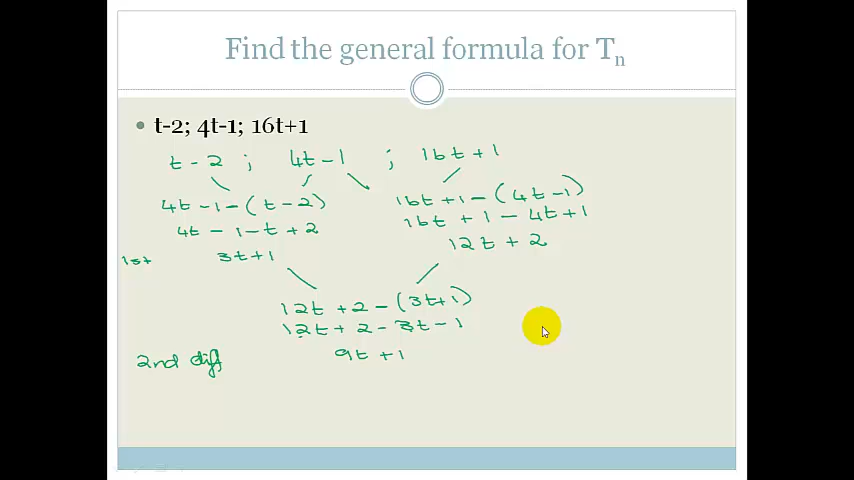 Find the general formula for Tn
t-2; 4t-1; 16t+1
t - 2 ; 4t - 1 ; 16t + 1
4t - 1 - (t - 2) 16t + 1 - (4t - 1)
4t - 1 - t + 2 16t + 1 - 4t + 1
1st 3t + 1 12t + 2
12t + 2 - (3t + 1)
12t + 2 - 3t - 1
2nd diff 9t + 1